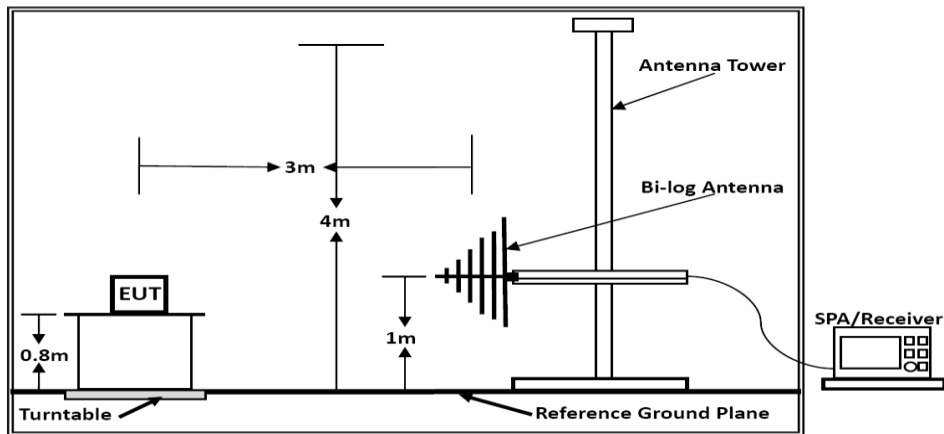 Antenna Tower
3m
Bi-log Antenna
4m
EUT
SPA/Receiver
1m
0.8m
Turntable
Reference Ground Plane